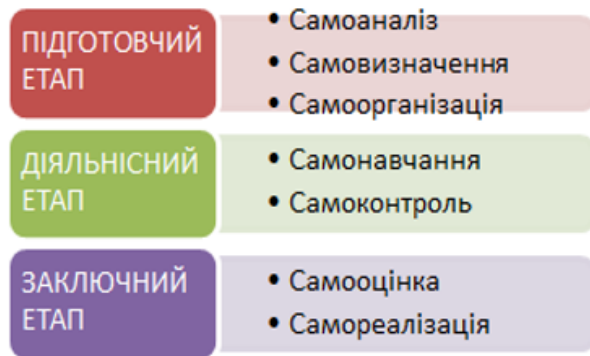 ПІДГОТОВЧИЙ
ЕТАП
• Самоаналіз
• Самовизначення
• Самоорганізація
ДІЯЛЬНІСНИЙ
ЕТАП
• Самонавчання
• Самоконтроль
ЗАКЛЮЧНИЙ
ЕТАП
• Самооцінка
• Самореалізація